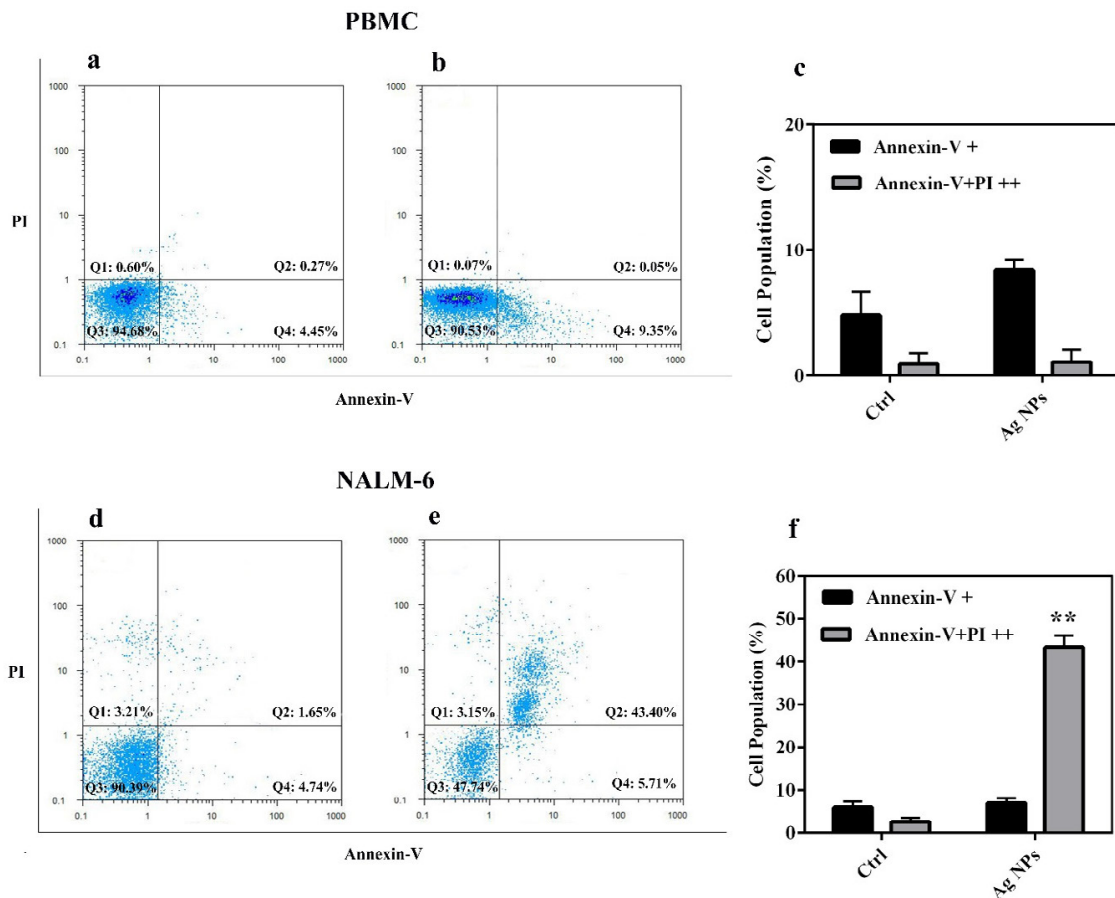 PBMC
a
b
c
1000
100
10
1
0.1
PI
Q1: 0.60%
Q2: 0.27%
Q3: 94.68%
Q4: 4.45%
0.1
1
10
100
1000
1000
100
10
1
0.1
Q1: 0.07%
Q2: 0.05%
Q3: 90.53%
Q4: 9.35%
0.1
1
10
100
1000
Annexin-V
Cell Population (%)
20
10
0
Annexin-V +
Annexin-V+PI ++
Ctrl
Ag NPs
NALM-6
d
e
f
1000
100
10
1
0.1
PI
Q1: 3.21%
Q2: 1.65%
Q3: 90.39%
Q4: 4.74%
0.1
1
10
100
1000
1000
100
10
1
0.1
Q1: 3.15%
Q2: 43.40%
Q3: 47.74%
Q4: 5.71%
0.1
1
10
100
1000
Annexin-V
Cell Population (%)
60
50
40
30
20
10
0
Annexin-V +
Annexin-V+PI ++
**
Ctrl
Ag NPs